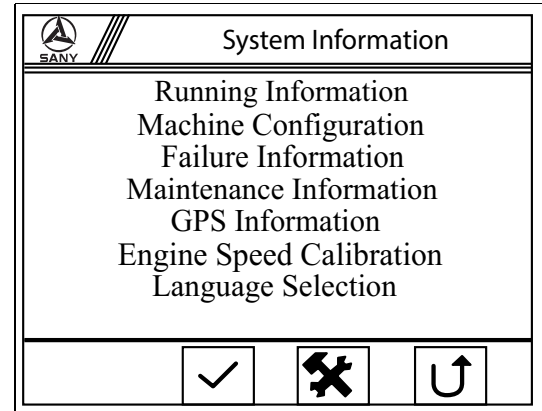 SANY
System Information
Running Information
Machine Configuration
Failure Information
Maintenance Information
GPS Information
Engine Speed Calibration
Language Selection